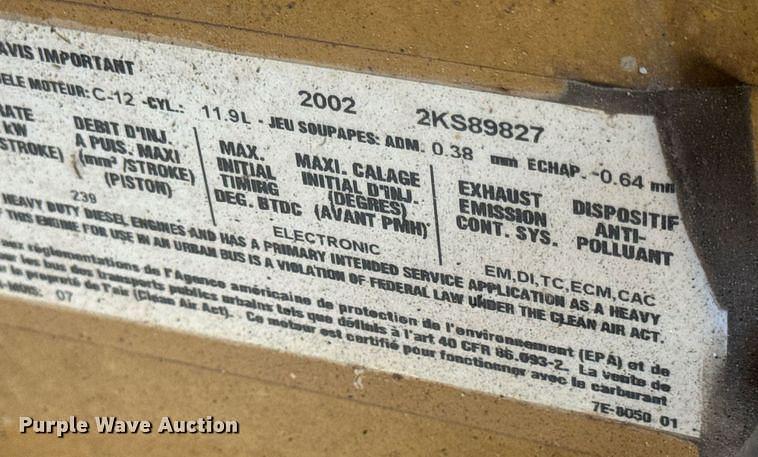 AVIS IMPORTANT
2002 2KS89827
MOTEUR: C-12 -CYL.: 11.9L - JEU SOUPAPES: ADM. 0.38 mm ECHAP. -0.64 mm
DEBIT D'INJ. A PUIS. MAXI (mm³ /STROKE) (PISTON)
MAX. INITIAL TIMING DEG. BTDC
MAXI. CALAGE INITIAL D'INJ. (DEGRES) (AVANT PMH)
EXHAUST EMISSION CONT. SYS.
DISPOSITIF ANTI- POLLUANT
239 ELECTRONIC EM,DI,TC,ECM,CAC
HEAVY DUTY DIESEL ENGINES AND HAS A PRIMARY INTENDED SERVICE APPLICATION AS A HEAVY
THIS ENGINE FOR USE IN AN URBAN BUS IS A VIOLATION OF FEDERAL LAW UNDER THE CLEAN AIR ACT.
aux réglementations de l'Agence américaine de protection de l'environnement (EPA) et de
les bus des transports publics urbains tels que définis à l'art 40 CFR 86.093-2. La vente de
la propreté de l'air (Clean Air Act). Ce moteur est certifié pour fonctionner avec le carburant
07
7E-8050 01
Purple Wave Auction